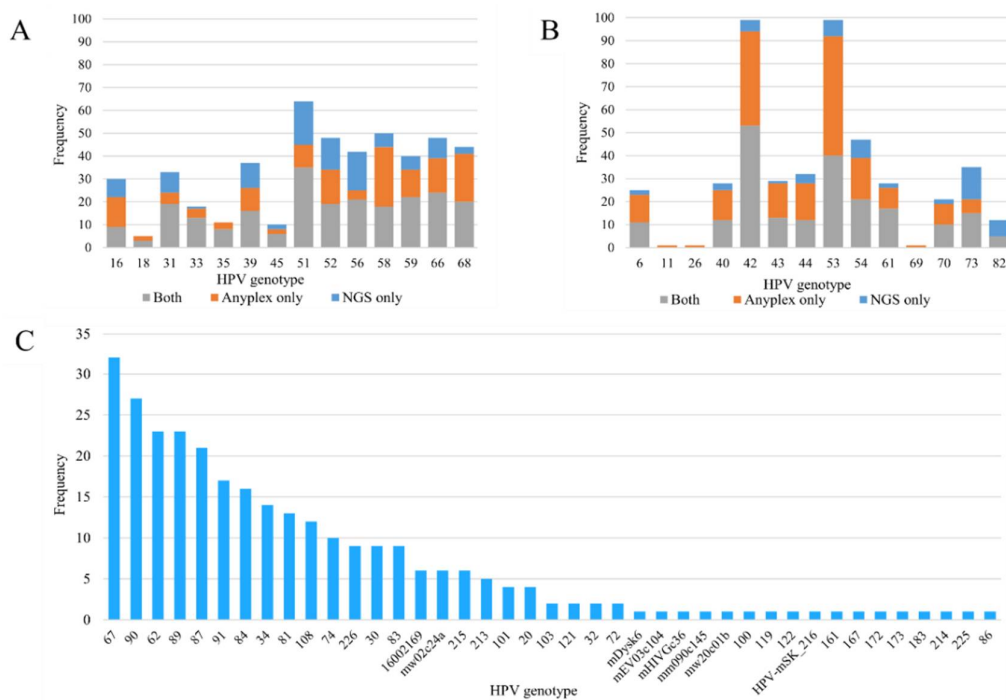 A
100
90
80
70
60
50
40
30
20
10
0
Frequency
16 18 31 33 35 39 45 51 52 56 58 59 66 68
HPV genotype
Both Anyplex only NGS only
B
100
90
80
70
60
50
40
30
20
10
0
Frequency
6 11 26 40 42 43 44 53 54 61 69 70 73 82
HPV genotype
Both Anyplex only NGS only
C
35
30
25
20
15
10
5
0
Frequency
67 90 62 89 87 91 84 34 81 108 74 226 30 83 16002169 mw02c24a 215 213 101 20 103 121 32 72 mDysk6 mEV03c104 mHIVGc36 mm090c145 mw20c01b 100 119 122 HPV-mSK_216 161 167 172 173 183 214 225 86
HPV genotype